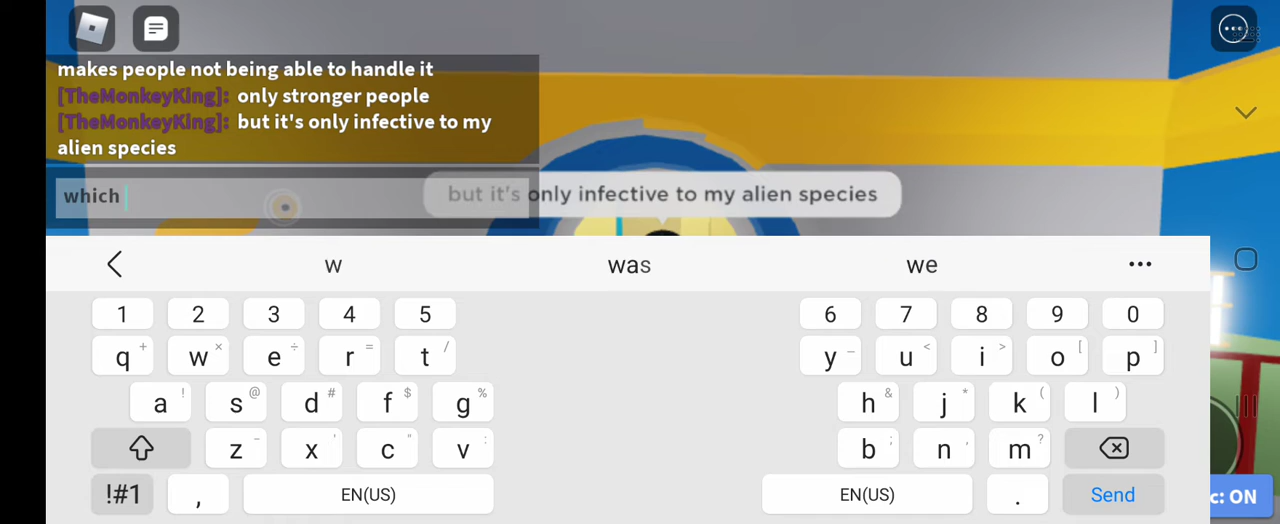 makes people not being able to handle it
[TheMonkeyKing]: only stronger people
[TheMonkeyKing]: but it's only infective to my
alien species
which
but it's only infective to my alien species
w was we
1 2 3 4 5 6 7 8 9 0
q + w × e ÷ r = t / y _ u < i > o [ p ]
a ! s @ d # f $ g % h & j * k ( l )
z - x ' c " v : b ; n , m ?
!#1 , EN(US) EN(US) . Send
c: ON